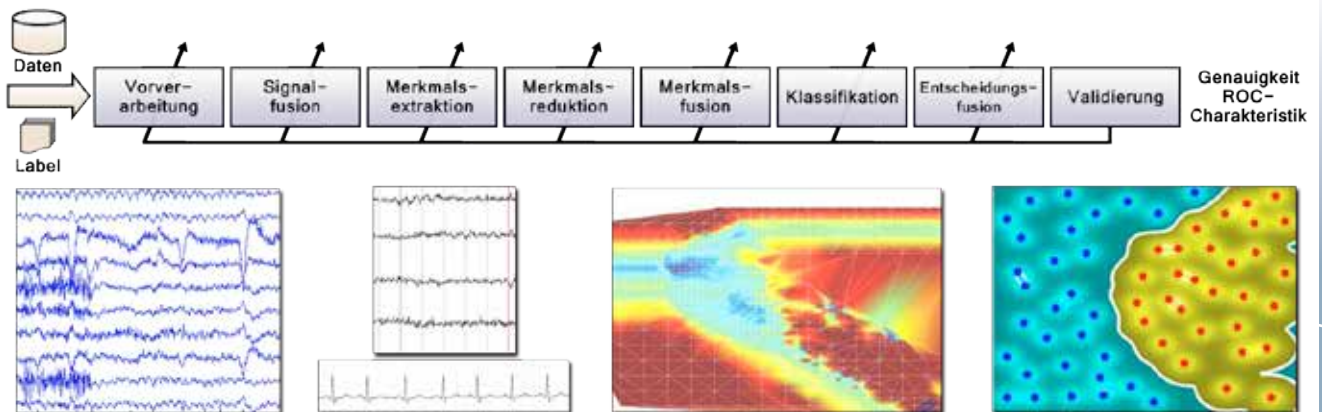 Daten
Label
Vorver-
arbeitung
Signal-
fusion
Merkmals-
extraktion
Merkmals-
reduktion
Merkmals-
fusion
Klassifikation
Entscheidungs-
fusion
Validierung
Genauigkeit
ROC-
Charakteristik